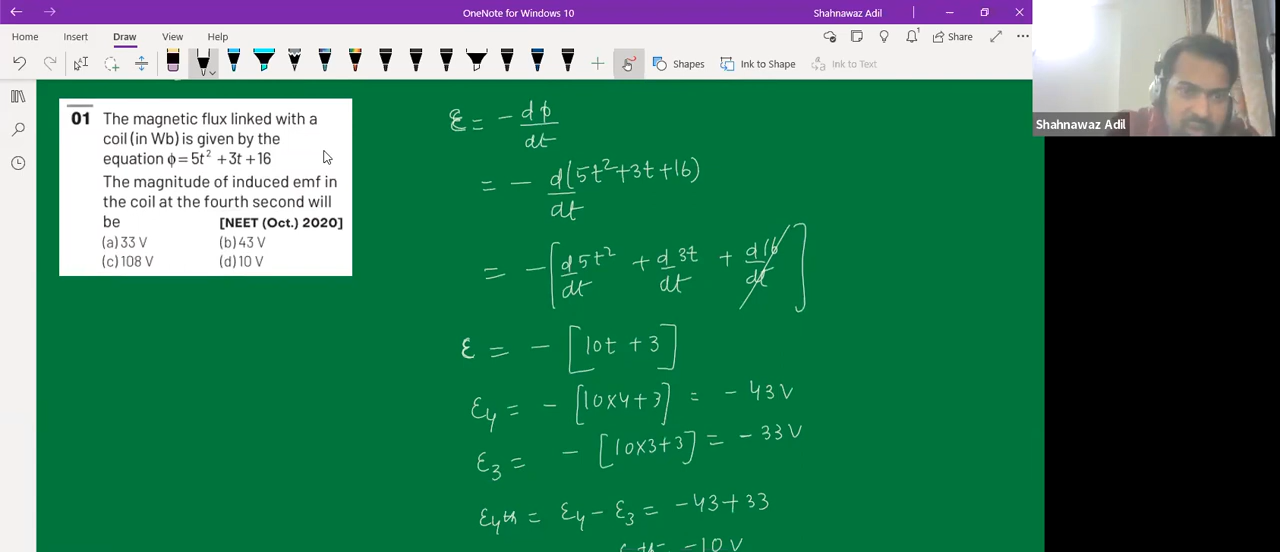 OneNote for Windows 10
Shahnawaz Adil
Home Insert Draw View Help
Share
Shapes
Ink to Shape
Ink to Text
Shahnawaz Adil
01 The magnetic flux linked with a
coil (in Wb) is given by the
equation ϕ = 5t² + 3t + 16
The magnitude of induced emf in
the coil at the fourth second will
be [NEET (Oct.) 2020]
(a) 33 V (b) 43 V
(c) 108 V (d) 10 V
ε = - dϕ/dt
= - d(5t²+3t+16)/dt
= - [d5t²/dt + d3t/dt + d16/dt]
ε = - [10t + 3]
ε₄ = - [10×4+3] = - 43V
ε₃ = - [10×3+3] = - 33V
ε₄th = ε₄ - ε₃ = -43+33
= -10V